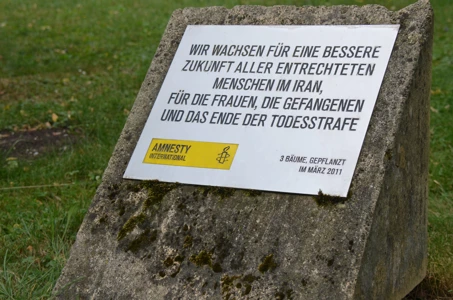 WIR WACHSEN FÜR EINE BESSERE
ZUKUNFT ALLER ENTRECHTETEN
MENSCHEN IM IRAN,
FÜR DIE FRAUEN, DIE GEFANGENEN
UND DAS ENDE DER TODESSTRAFE
AMNESTY
INTERNATIONAL
3 BÄUME, GEPFLANZT
IM MÄRZ 2011